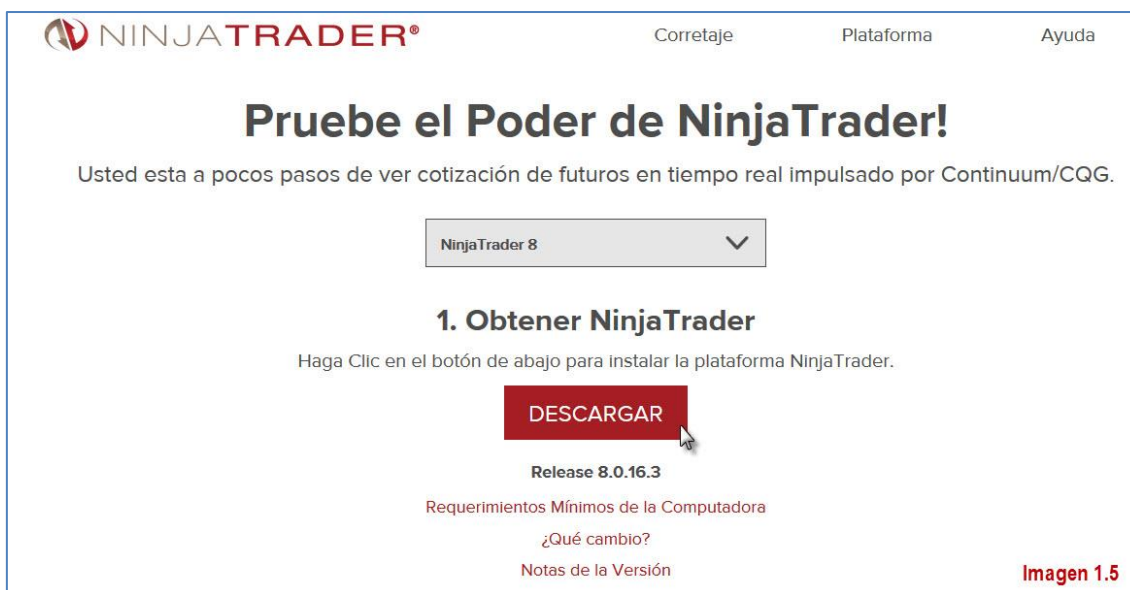 NINJATRADER®
Corretaje
Plataforma
Ayuda
Pruebe el Poder de NinjaTrader!
Usted esta a pocos pasos de ver cotización de futuros en tiempo real impulsado por Continuum/CQG.
NinjaTrader 8
1. Obtener NinjaTrader
Haga Clic en el botón de abajo para instalar la plataforma NinjaTrader.
DESCARGAR
Release 8.0.16.3
Requerimientos Mínimos de la Computadora
¿Qué cambio?
Notas de la Versión
Imagen 1.5